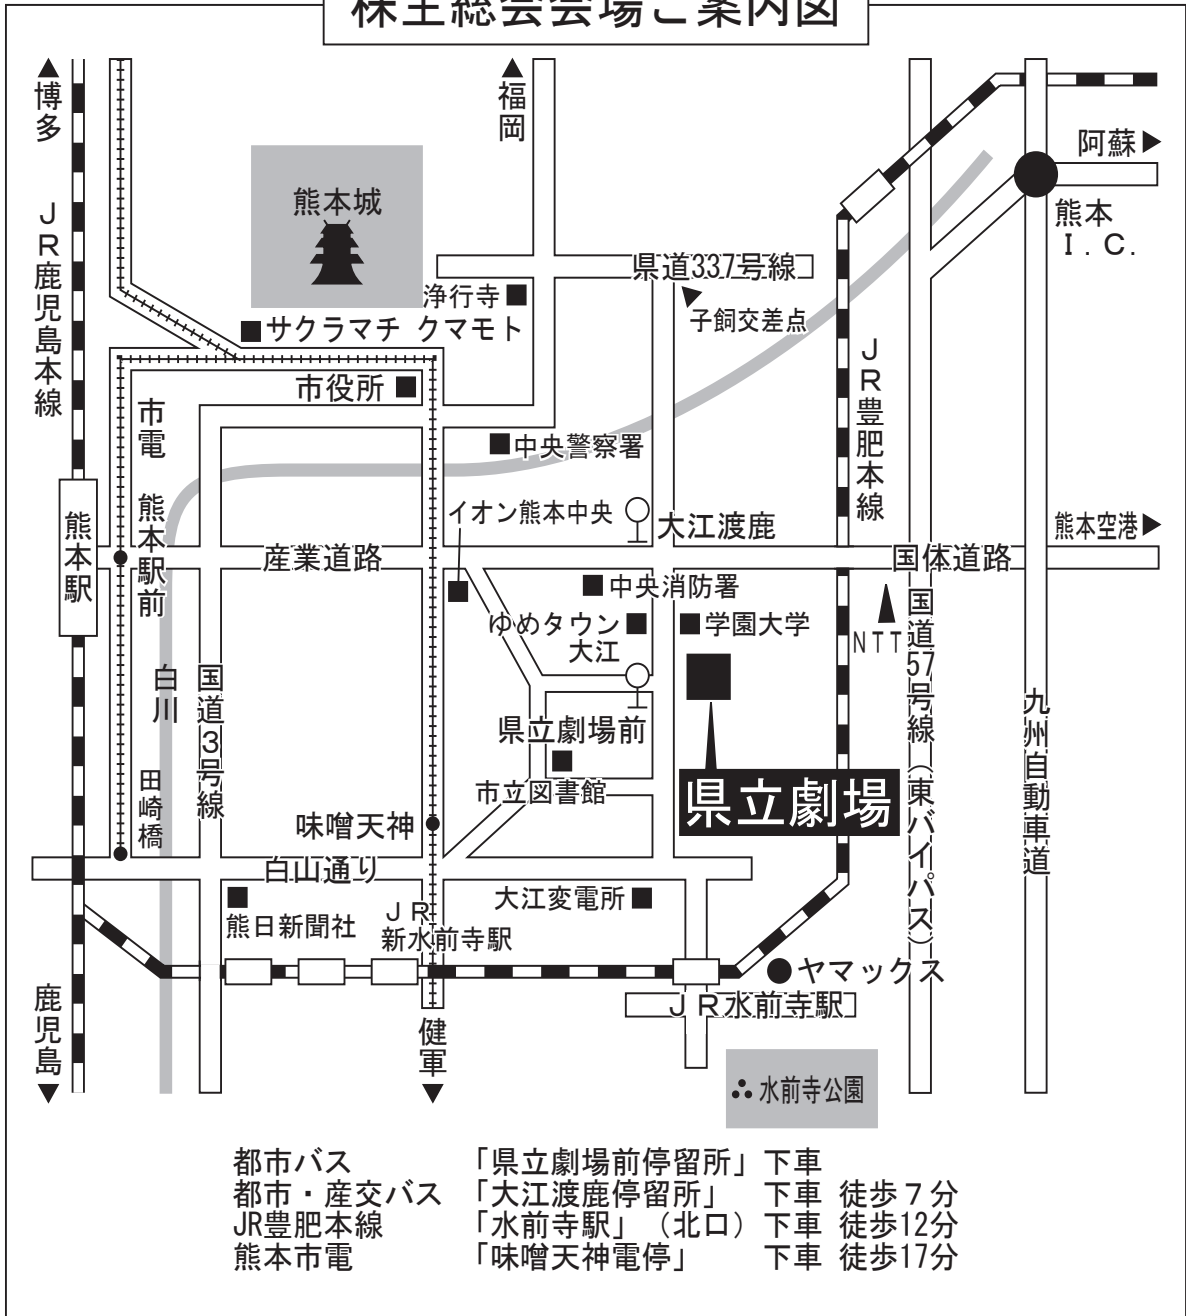 株主総会会場ご案内図
博多
福岡
阿蘇
熊本城
熊本
I.C.
JR鹿児島本線
県道337号線
浄行寺
子飼交差点
サクラマチ クマモト
JR豊肥本線
市役所
市電
中央警察署
イオン熊本中央
大江渡鹿
熊本空港
熊本駅
熊本駅前
産業道路
国体道路
中央消防署
ゆめタウン
大江
学園大学
NTT
国道57号線(東バイパス)
白川
国道3号線
九州自動車道
県立劇場前
市立図書館
県立劇場
田崎橋
味噌天神
白山通り
熊日新聞社
JR
新水前寺駅
大江変電所
ヤマックス
JR水前寺駅
鹿児島
健軍
水前寺公園
都市バス 「県立劇場前停留所」下車
都市・産交バス 「大江渡鹿停留所」 下車 徒歩7分
JR豊肥本線 「水前寺駅」(北口)下車 徒歩12分
熊本市電 「味噌天神電停」 下車 徒歩17分